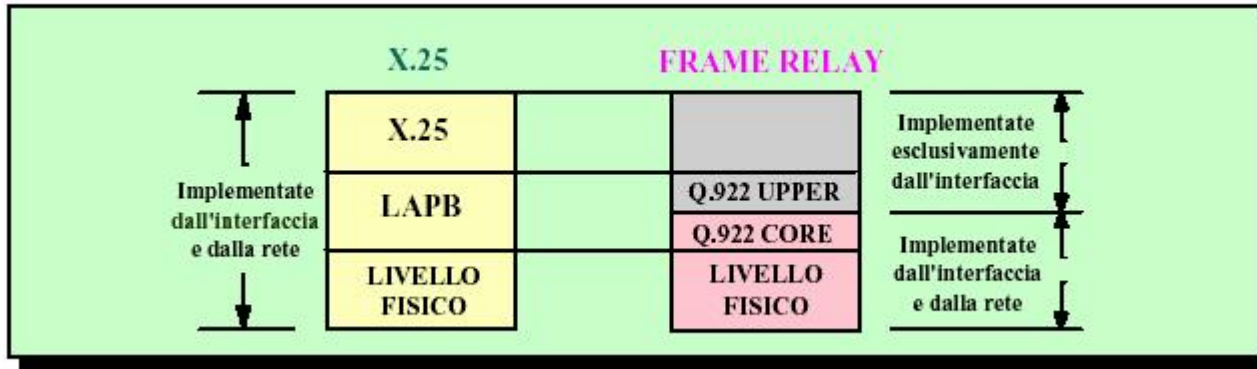 X.25
FRAME RELAY
Implementate
dall'interfaccia
e dalla rete
X.25
LAPB
LIVELLO
FISICO
Q.922 UPPER
Q.922 CORE
LIVELLO
FISICO
Implementate
esclusivamente
dall'interfaccia
Implementate
dall'interfaccia
e dalla rete